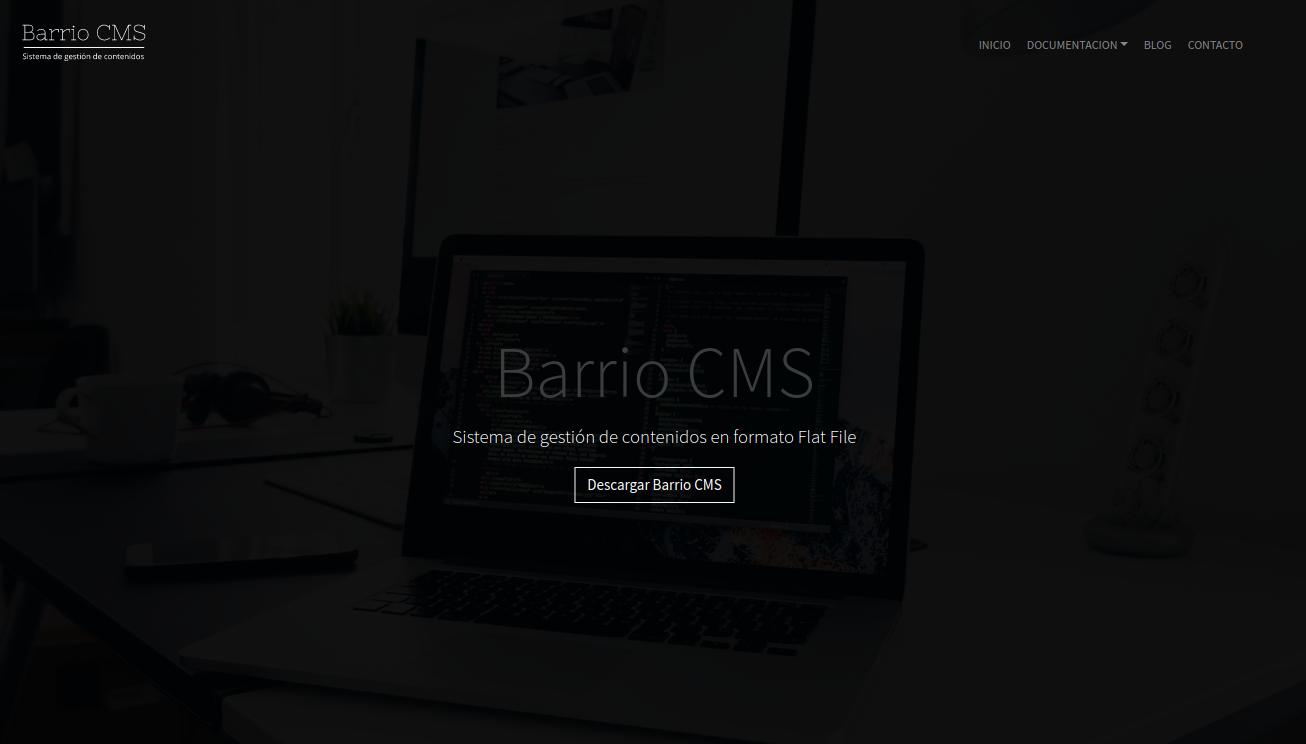 Barrio CMS
Sistema de gestión de contenidos
INICIO DOCUMENTACION BLOG CONTACTO
Barrio CMS
Sistema de gestión de contenidos en formato Flat File
Descargar Barrio CMS